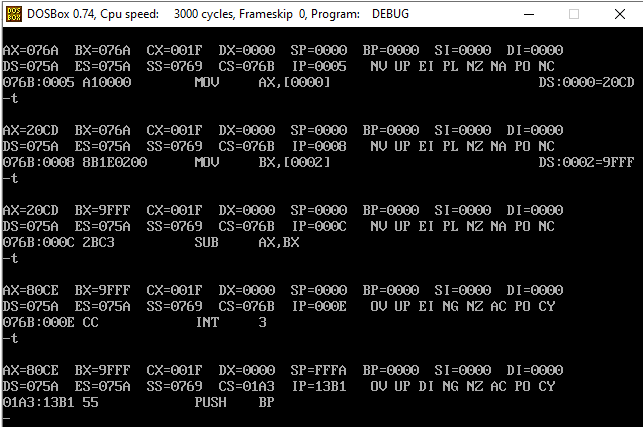 DOS
BOX
DOSBox 0.74, Cpu speed: 3000 cycles, Frameskip 0, Program: DEBUG
AX=076A BX=076A CX=001F DX=0000 SP=0000 BP=0000 SI=0000 DI=0000
DS=075A ES=075A SS=0769 CS=076B IP=0005 NV UP EI PL NZ NA PO NC
076B:0005 A10000 MOV AX,[0000] DS:0000=20CD
-t
AX=20CD BX=076A CX=001F DX=0000 SP=0000 BP=0000 SI=0000 DI=0000
DS=075A ES=075A SS=0769 CS=076B IP=0008 NV UP EI PL NZ NA PO NC
076B:0008 8B1E0200 MOV BX,[0002] DS:0002=9FFF
-t
AX=20CD BX=9FFF CX=001F DX=0000 SP=0000 BP=0000 SI=0000 DI=0000
DS=075A ES=075A SS=0769 CS=076B IP=000C NV UP EI PL NZ NA PO NC
076B:000C 2BC3 SUB AX,BX
-t
AX=80CE BX=9FFF CX=001F DX=0000 SP=0000 BP=0000 SI=0000 DI=0000
DS=075A ES=075A SS=0769 CS=076B IP=000E OV UP EI NG NZ AC PO CY
076B:000E CC INT 3
-t
AX=80CE BX=9FFF CX=001F DX=0000 SP=FFFA BP=0000 SI=0000 DI=0000
DS=075A ES=075A SS=0769 CS=01A3 IP=13B1 OV UP DI NG NZ AC PO CY
01A3:13B1 55 PUSH BP
-